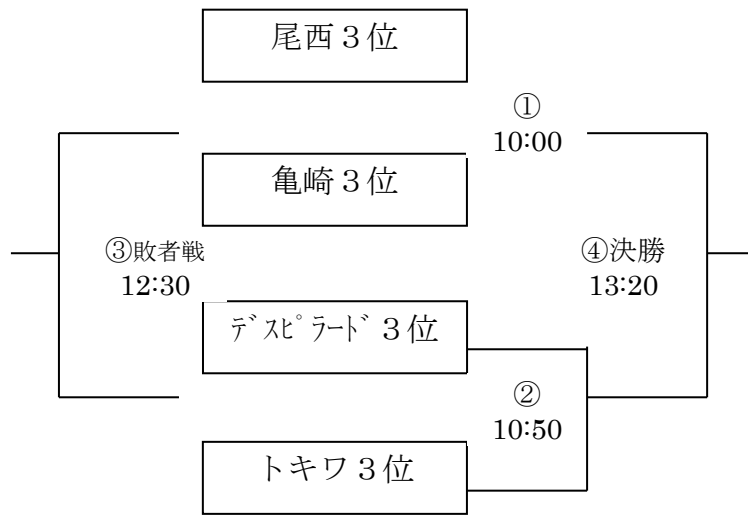 尾西３位
①
10:00
亀崎３位
③敗者戦
12:30
④決勝
13:20
ﾃﾞｽﾋﾟﾗｰﾄﾞ３位
②
10:50
トキワ３位